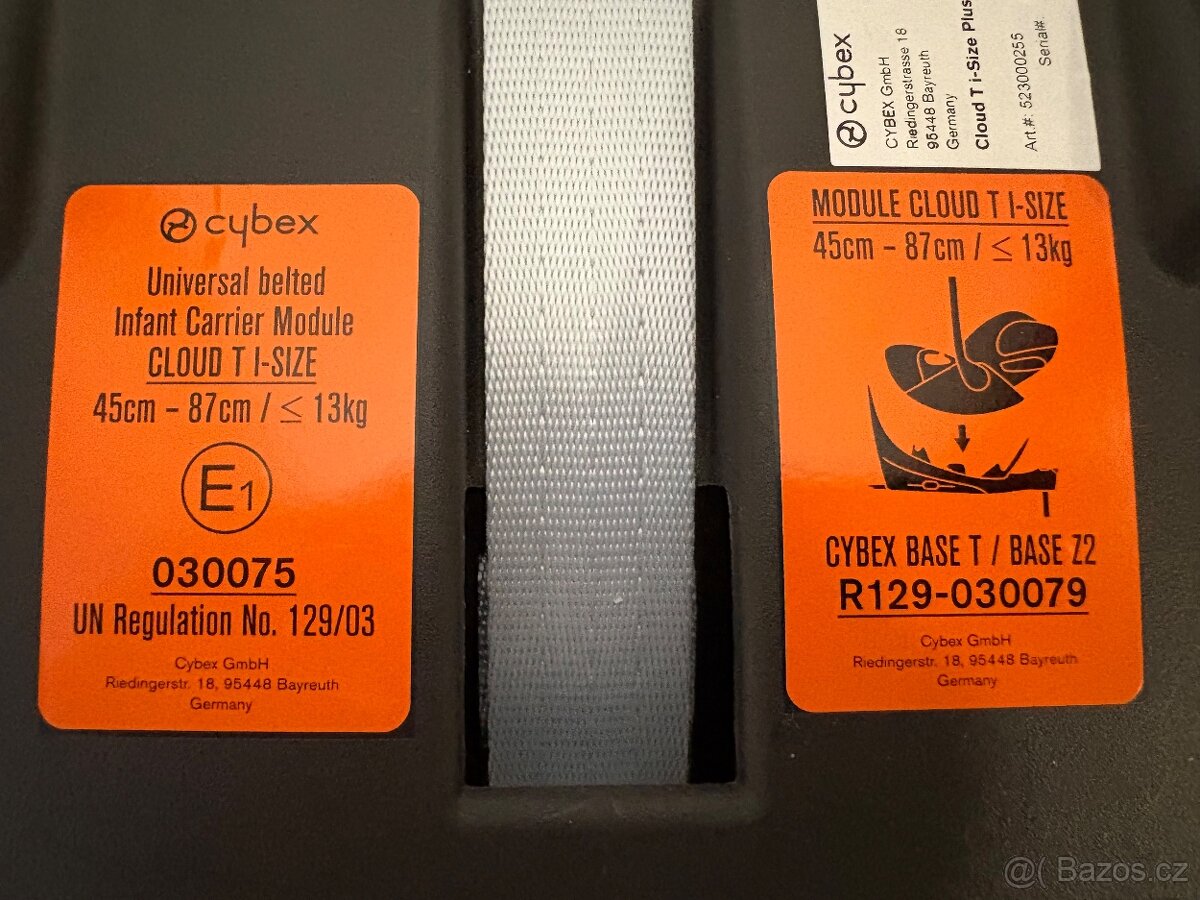 cybex
Universal belted
Infant Carrier Module
CLOUD T I-SIZE
45cm – 87cm / ≤ 13kg
E1
030075
UN Regulation No. 129/03
Cybex GmbH
Riedingerstr. 18, 95448 Bayreuth
Germany
cybex
CYBEX GmbH
Riedingerstrasse 18
95448 Bayreuth
Germany
Cloud T i-Size Plus
Art.#: 523000255
Serial#:
MODULE CLOUD T I-SIZE
45cm – 87cm / ≤ 13kg
CYBEX BASE T / BASE Z2
R129-030079
Cybex GmbH
Riedingerstr. 18, 95448 Bayreuth
Germany
Bazos.cz